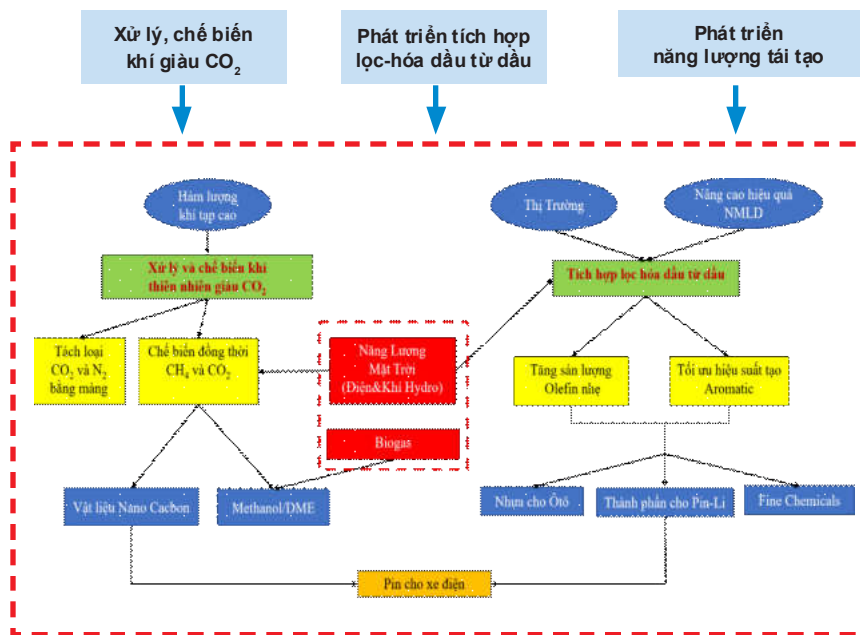 Xử lý, chế biến
khí giàu CO₂
Phát triển tích hợp
lọc-hóa dầu từ dầu
Phát triển
năng lượng tái tạo
Hàm lượng
khí tạp cao
Thị Trường
Nâng cao hiệu quả
NMLD
Xử lý và chế biến khí
thiên nhiên giàu CO₂
Tích hợp lọc hóa dầu từ dầu
Tách loại
CO₂ và N₂
bằng màng
Chế biến đồng thời
CH₄ và CO₂
Năng Lượng
Mặt Trời
(Điện&Khí Hydro)
Tăng sản lượng
Olefin nhẹ
Tối ưu hiệu suất tạo
Aromatic
Biogas
Vật liệu Nano Cacbon
Methanol/DME
Nhựa cho Ôtô
Thành phần cho Pin-Li
Fine Chemicals
Pin cho xe điện